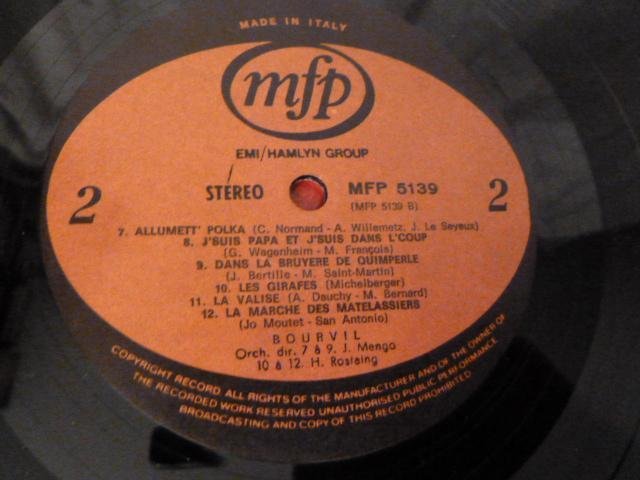 MADE IN ITALY
mfp
EMI/HAMLYN GROUP
STÉREO MFP 5139
(MFP 5139 B)
2 2
7. ALLUMETT' POLKA (C. Normand - A. Willemetz, J. Le Seyeux)
8. J'SUIS PAPA ET J'SUIS DANS L'COUP
(G. Wagenheim - M. François)
9. DANS LA BRUYERE DE QUIMPERLE
(J. Bertille - M. Saint-Martin)
10. LES GIRAFES (Michelberger)
11. LA VALISE (A. Dauchy - M. Bernard)
12. LA MARCHE DES MATELASSIERS
(Jo Moutet - San Antonio)
BOURVIL
Orch. dir. 7 à 9. J. Mengo
10 à 12. H. Rostaing
COPYRIGHT RECORD ALL RIGHTS OF THE MANUFACTURER AND OF THE OWNER OF
THE RECORDED WORK RESERVED UNAUTHORISED PUBLIC PERFORMANCE
BROADCASTING AND COPY OF THIS RECORD PROHIBITED